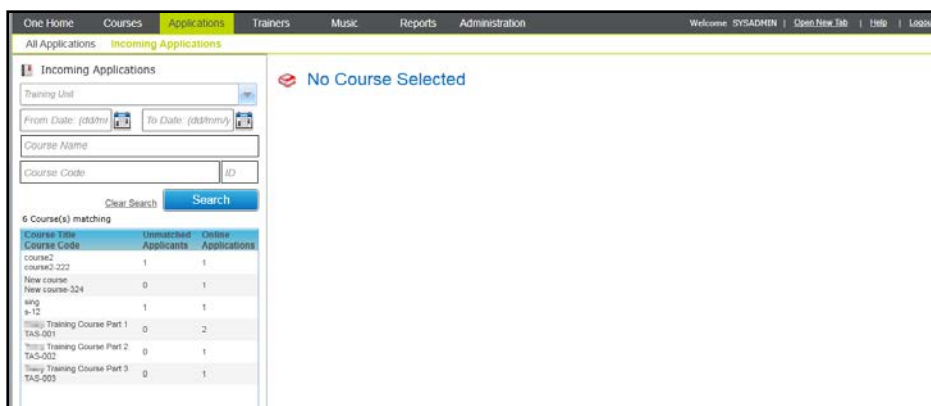 One Home Courses Applications Trainers Music Reports Administration Welcome SYSADMIN | Open New Tab | Help | Logou
All Applications Incoming Applications
Incoming Applications
No Course Selected
Training Unit
From Date: (dd/m To Date: (dd/mm/y
Course Name
Course Code ID
Clear Search Search
6 Course(s) matching
Course Title Unmatched Online
Course Code Applicants Applications
course2
course2-222 1 1
New course
New course-324 0 1
sing
s-12 1 1
Training Course Part 1
TAS-001 0 2
Training Course Part 2
TAS-002 0 1
Training Course Part 3
TAS-003 0 1